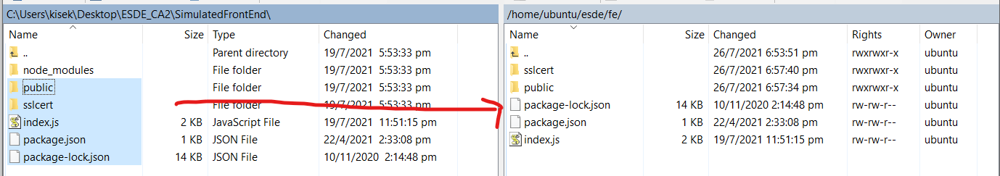 C:\Users\kisek\Desktop\ESDE_CA2\SimulatedFrontEnd\
Name Size Type Changed
.. Parent directory 19/7/2021 5:53:33 pm
node_modules File folder 19/7/2021 5:53:33 pm
public File folder 19/7/2021 5:53:33 pm
sslcert File folder 19/7/2021 5:53:33 pm
index.js 2 KB JavaScript File 19/7/2021 11:51:15 pm
package.json 1 KB JSON File 22/4/2021 2:33:08 pm
package-lock.json 14 KB JSON File 10/11/2020 2:14:48 pm
/home/ubuntu/esde/fe/
Name Size Changed Rights Owner
.. 26/7/2021 6:53:51 pm rwxrwxr-x ubuntu
sslcert 26/7/2021 6:57:40 pm rwxrwxr-x ubuntu
public 26/7/2021 6:57:34 pm rwxrwxr-x ubuntu
package-lock.json 14 KB 10/11/2020 2:14:48 pm rw-rw-r-- ubuntu
package.json 1 KB 22/4/2021 2:33:08 pm rw-rw-r-- ubuntu
index.js 2 KB 19/7/2021 11:51:15 pm rw-rw-r-- ubuntu